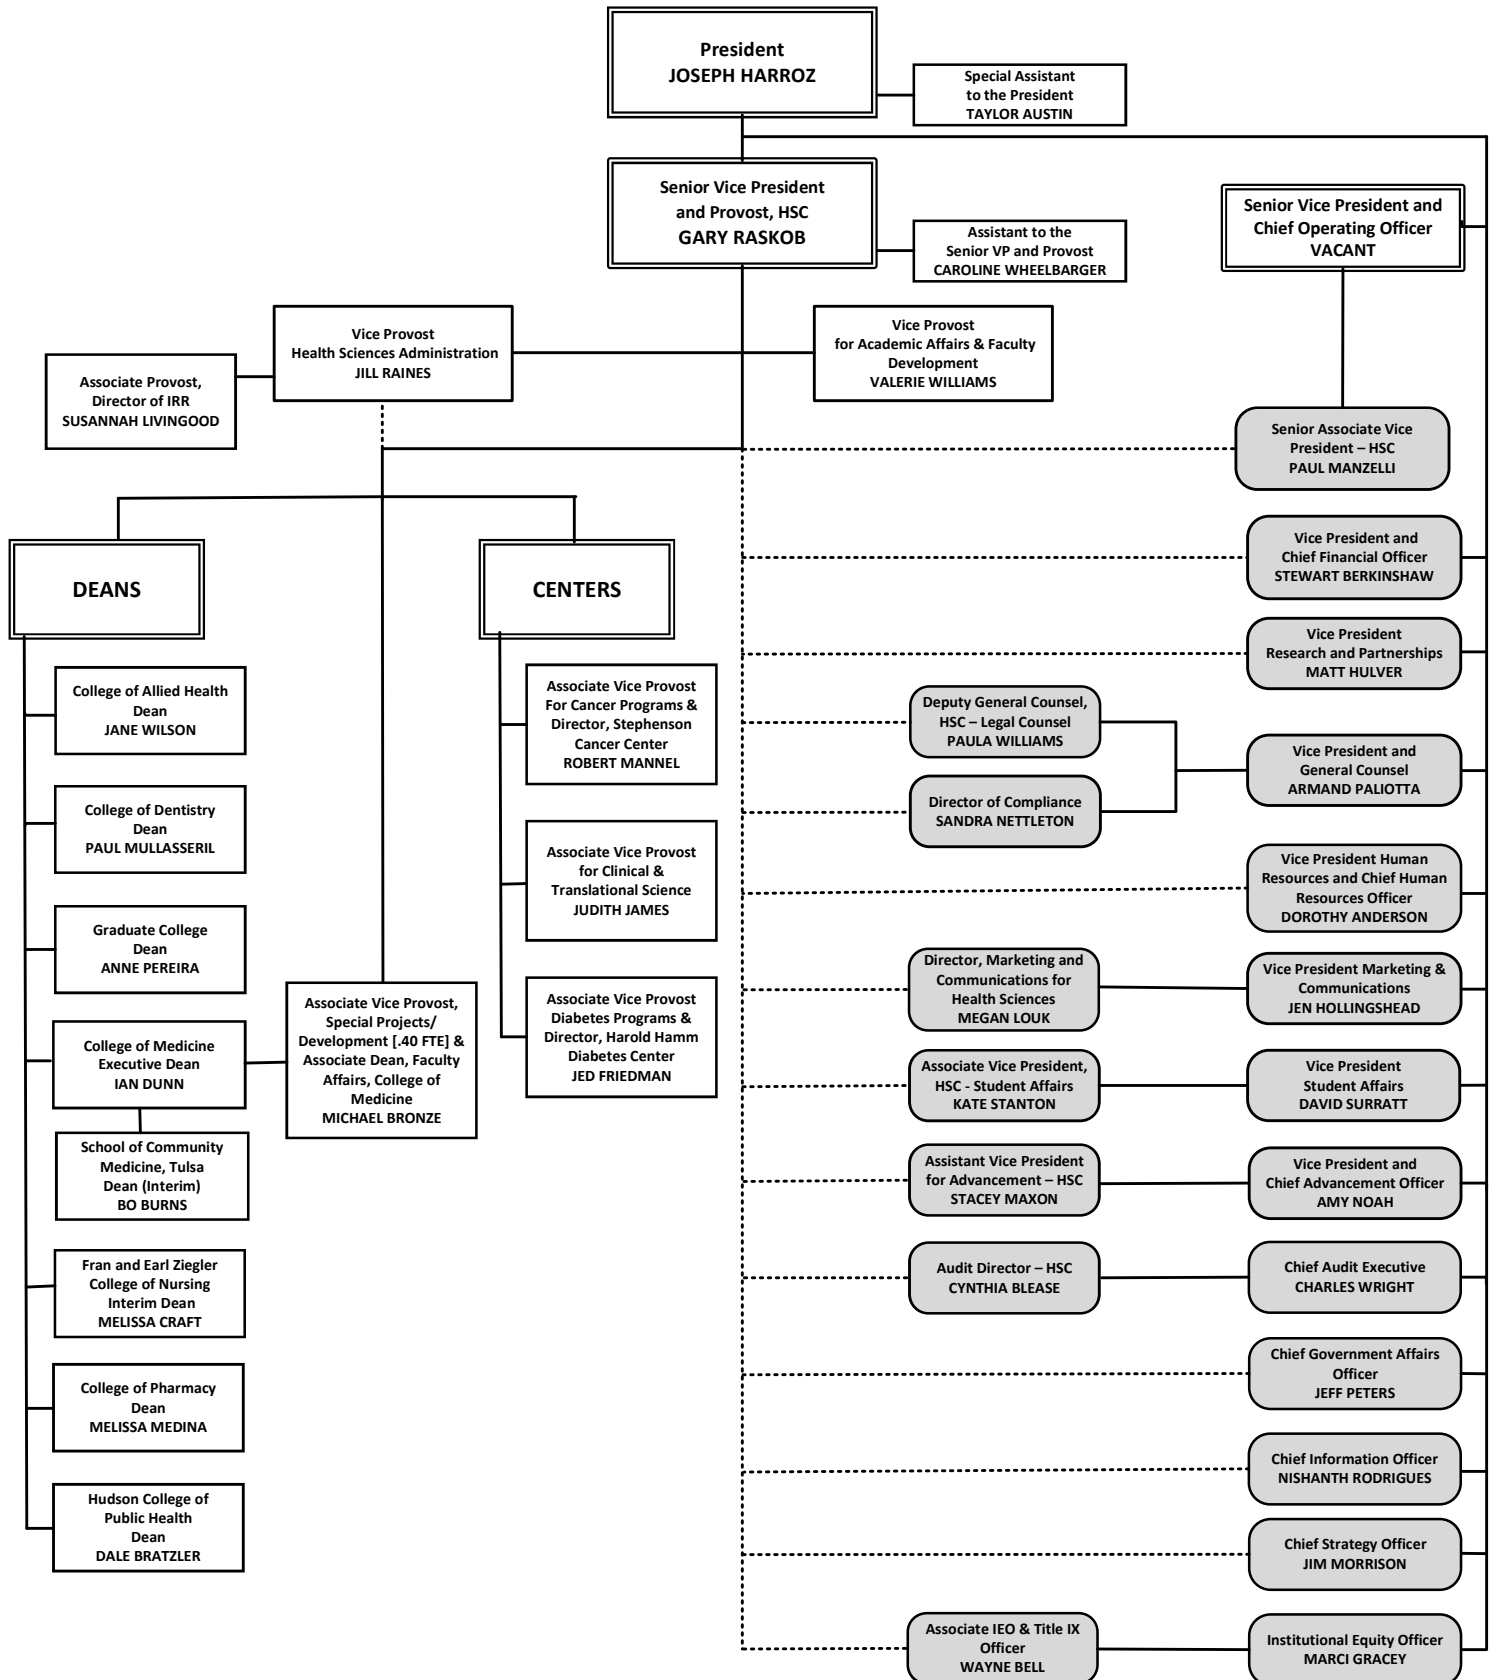 President
JOSEPH HARROZ
Special Assistant
to the President
TAYLOR AUSTIN
Senior Vice President
and Provost, HSC
GARY RASKOB
Assistant to the
Senior VP and Provost
CAROLINE WHEELBARGER
Senior Vice President and
Chief Operating Officer
VACANT
Vice Provost
Health Sciences Administration
JILL RAINES
Vice Provost
for Academic Affairs & Faculty
Development
VALERIE WILLIAMS
Associate Provost,
Director of IRR
SUSANNAH LIVINGOOD
Senior Associate Vice
President – HSC
PAUL MANZELLI
DEANS
College of Allied Health
Dean
JANE WILSON
College of Dentistry
Dean
PAUL MULLASSERIL
Graduate College
Dean
ANNE PEREIRA
College of Medicine
Executive Dean
IAN DUNN
School of Community
Medicine, Tulsa
Dean (Interim)
BO BURNS
Fran and Earl Ziegler
College of Nursing
Interim Dean
MELISSA CRAFT
College of Pharmacy
Dean
MELISSA MEDINA
Hudson College of
Public Health
Dean
DALE BRATZLER
Associate Vice Provost,
Special Projects/
Development [.40 FTE] &
Associate Dean, Faculty
Affairs, College of
Medicine
MICHAEL BRONZE
CENTERS
Associate Vice Provost
For Cancer Programs &
Director, Stephenson
Cancer Center
ROBERT MANNEL
Associate Vice Provost
for Clinical &
Translational Science
JUDITH JAMES
Associate Vice Provost
Diabetes Programs &
Director, Harold Hamm
Diabetes Center
JED FRIEDMAN
Vice President and
Chief Financial Officer
STEWART BERKINSHAW
Vice President
Research and Partnerships
MATT HULVER
Deputy General Counsel,
HSC – Legal Counsel
PAULA WILLIAMS
Director of Compliance
SANDRA NETTLETON
Vice President and
General Counsel
ARMAND PALIOTTA
Vice President Human
Resources and Chief Human
Resources Officer
DOROTHY ANDERSON
Director, Marketing and
Communications for
Health Sciences
MEGAN LOUK
Vice President Marketing &
Communications
JEN HOLLINGSHEAD
Associate Vice President,
HSC - Student Affairs
KATE STANTON
Vice President
Student Affairs
DAVID SURRATT
Assistant Vice President
for Advancement – HSC
STACEY MAXON
Vice President and
Chief Advancement Officer
AMY NOAH
Audit Director – HSC
CYNTHIA BLEASE
Chief Audit Executive
CHARLES WRIGHT
Chief Government Affairs
Officer
JEFF PETERS
Chief Information Officer
NISHANTH RODRIGUES
Chief Strategy Officer
JIM MORRISON
Associate IEO & Title IX
Officer
WAYNE BELL
Institutional Equity Officer
MARCI GRACEY